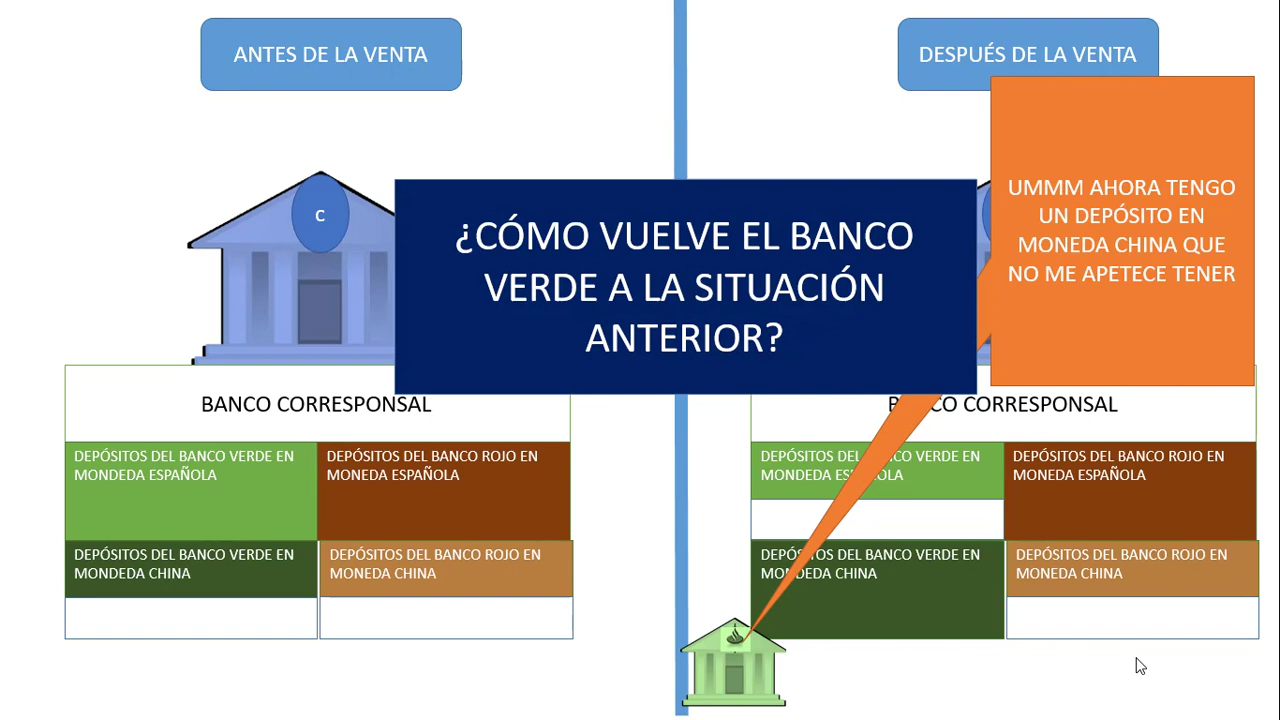 ANTES DE LA VENTA
DESPUÉS DE LA VENTA
C
¿CÓMO VUELVE EL BANCO
VERDE A LA SITUACIÓN
ANTERIOR?
UMMM AHORA TENGO
UN DEPÓSITO EN
MONEDA CHINA QUE
NO ME APETECE TENER
BANCO CORRESPONSAL
DEPÓSITOS DEL BANCO VERDE EN
MONDEDA ESPAÑOLA
DEPÓSITOS DEL BANCO ROJO EN
MONEDA ESPAÑOLA
DEPÓSITOS DEL BANCO VERDE EN
MONDEDA CHINA
DEPÓSITOS DEL BANCO ROJO EN
MONEDA CHINA
BANCO CORRESPONSAL
DEPÓSITOS DEL BANCO VERDE EN
MONDEDA ESPAÑOLA
DEPÓSITOS DEL BANCO ROJO EN
MONEDA ESPAÑOLA
DEPÓSITOS DEL BANCO VERDE EN
MONDEDA CHINA
DEPÓSITOS DEL BANCO ROJO EN
MONEDA CHINA